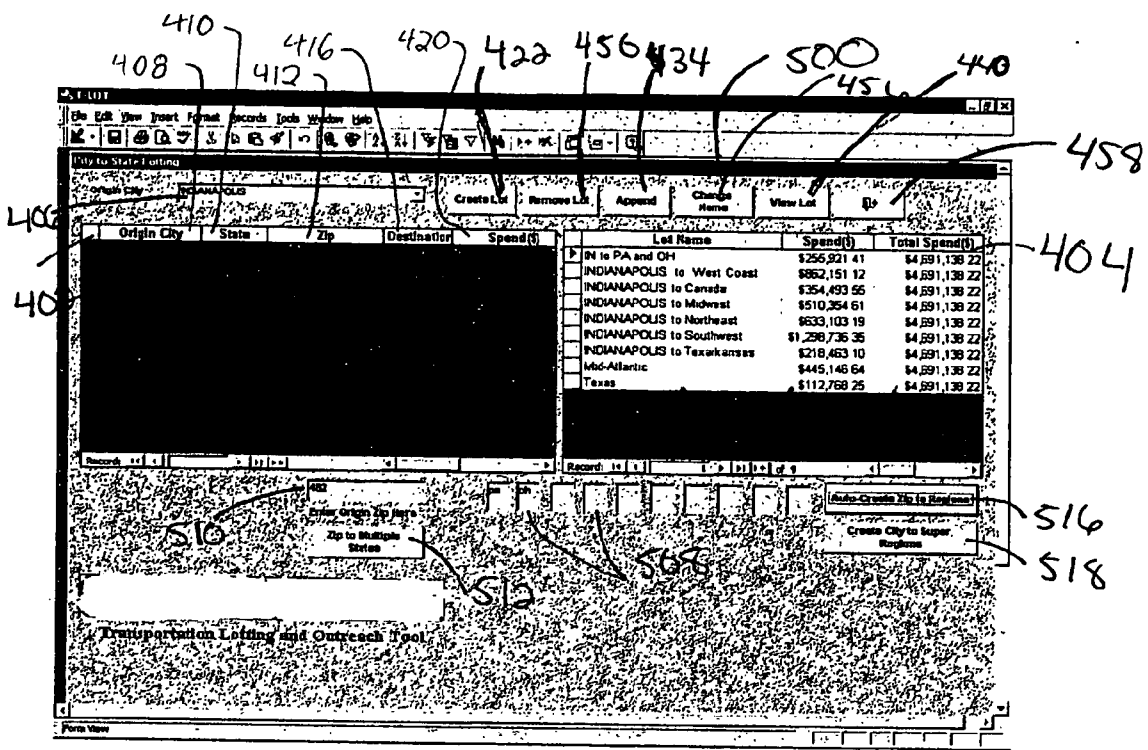 410
408
412
416
420
422
456
434
500
440
458
File Edit View Insert Format Records Tools Window Help
City to State Lotting
Origin City INDIANAPOLIS
Create Lot Remove Lot Append Change Name View Lot
404
Origin City State Zip Destination Spend($)
Lot Name Spend($) Total Spend($)
IN to PA and OH $255,921 41 $4,691,138 22
INDIANAPOLIS to West Coast $862,151 12 $4,691,138 22
INDIANAPOLIS to Canada $354,493 55 $4,691,138 22
INDIANAPOLIS to Midwest $510,354 61 $4,691,138 22
INDIANAPOLIS to Northeast $633,103 19 $4,691,138 22
INDIANAPOLIS to Southwest $1,298,736 35 $4,691,138 22
INDIANAPOLIS to Texarkansas $218,463 10 $4,691,138 22
Mid-Atlantic $445,146 64 $4,691,138 22
Texas $112,768 25 $4,691,138 22
Record:
Record: 1 of 9
482
pa oh
Enter Origin Zip Here
Zip to Multiple States
Auto-Create Zip to Regions
Create City to Super Regions
510
512
508
516
518
Transportation Lotting and Outreach Tool
Form View